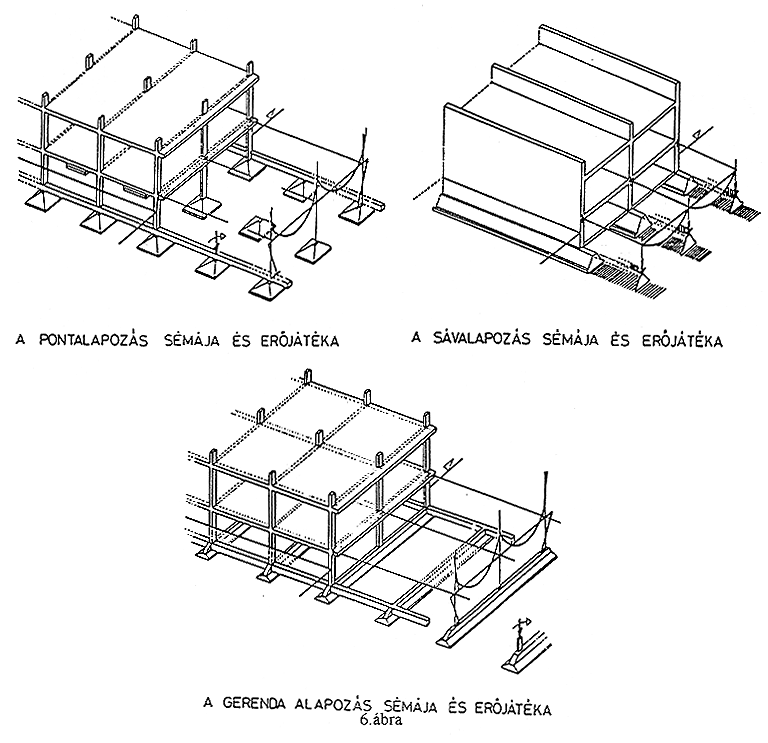 A PONTALAPOZÁS SÉMÁJA ÉS ERŐJÁTÉKA
A SÁVALAPOZÁS SÉMÁJA ÉS ERŐJÁTÉKA
A GERENDA ALAPOZÁS SÉMÁJA ÉS ERŐJÁTÉKA
6.ábra